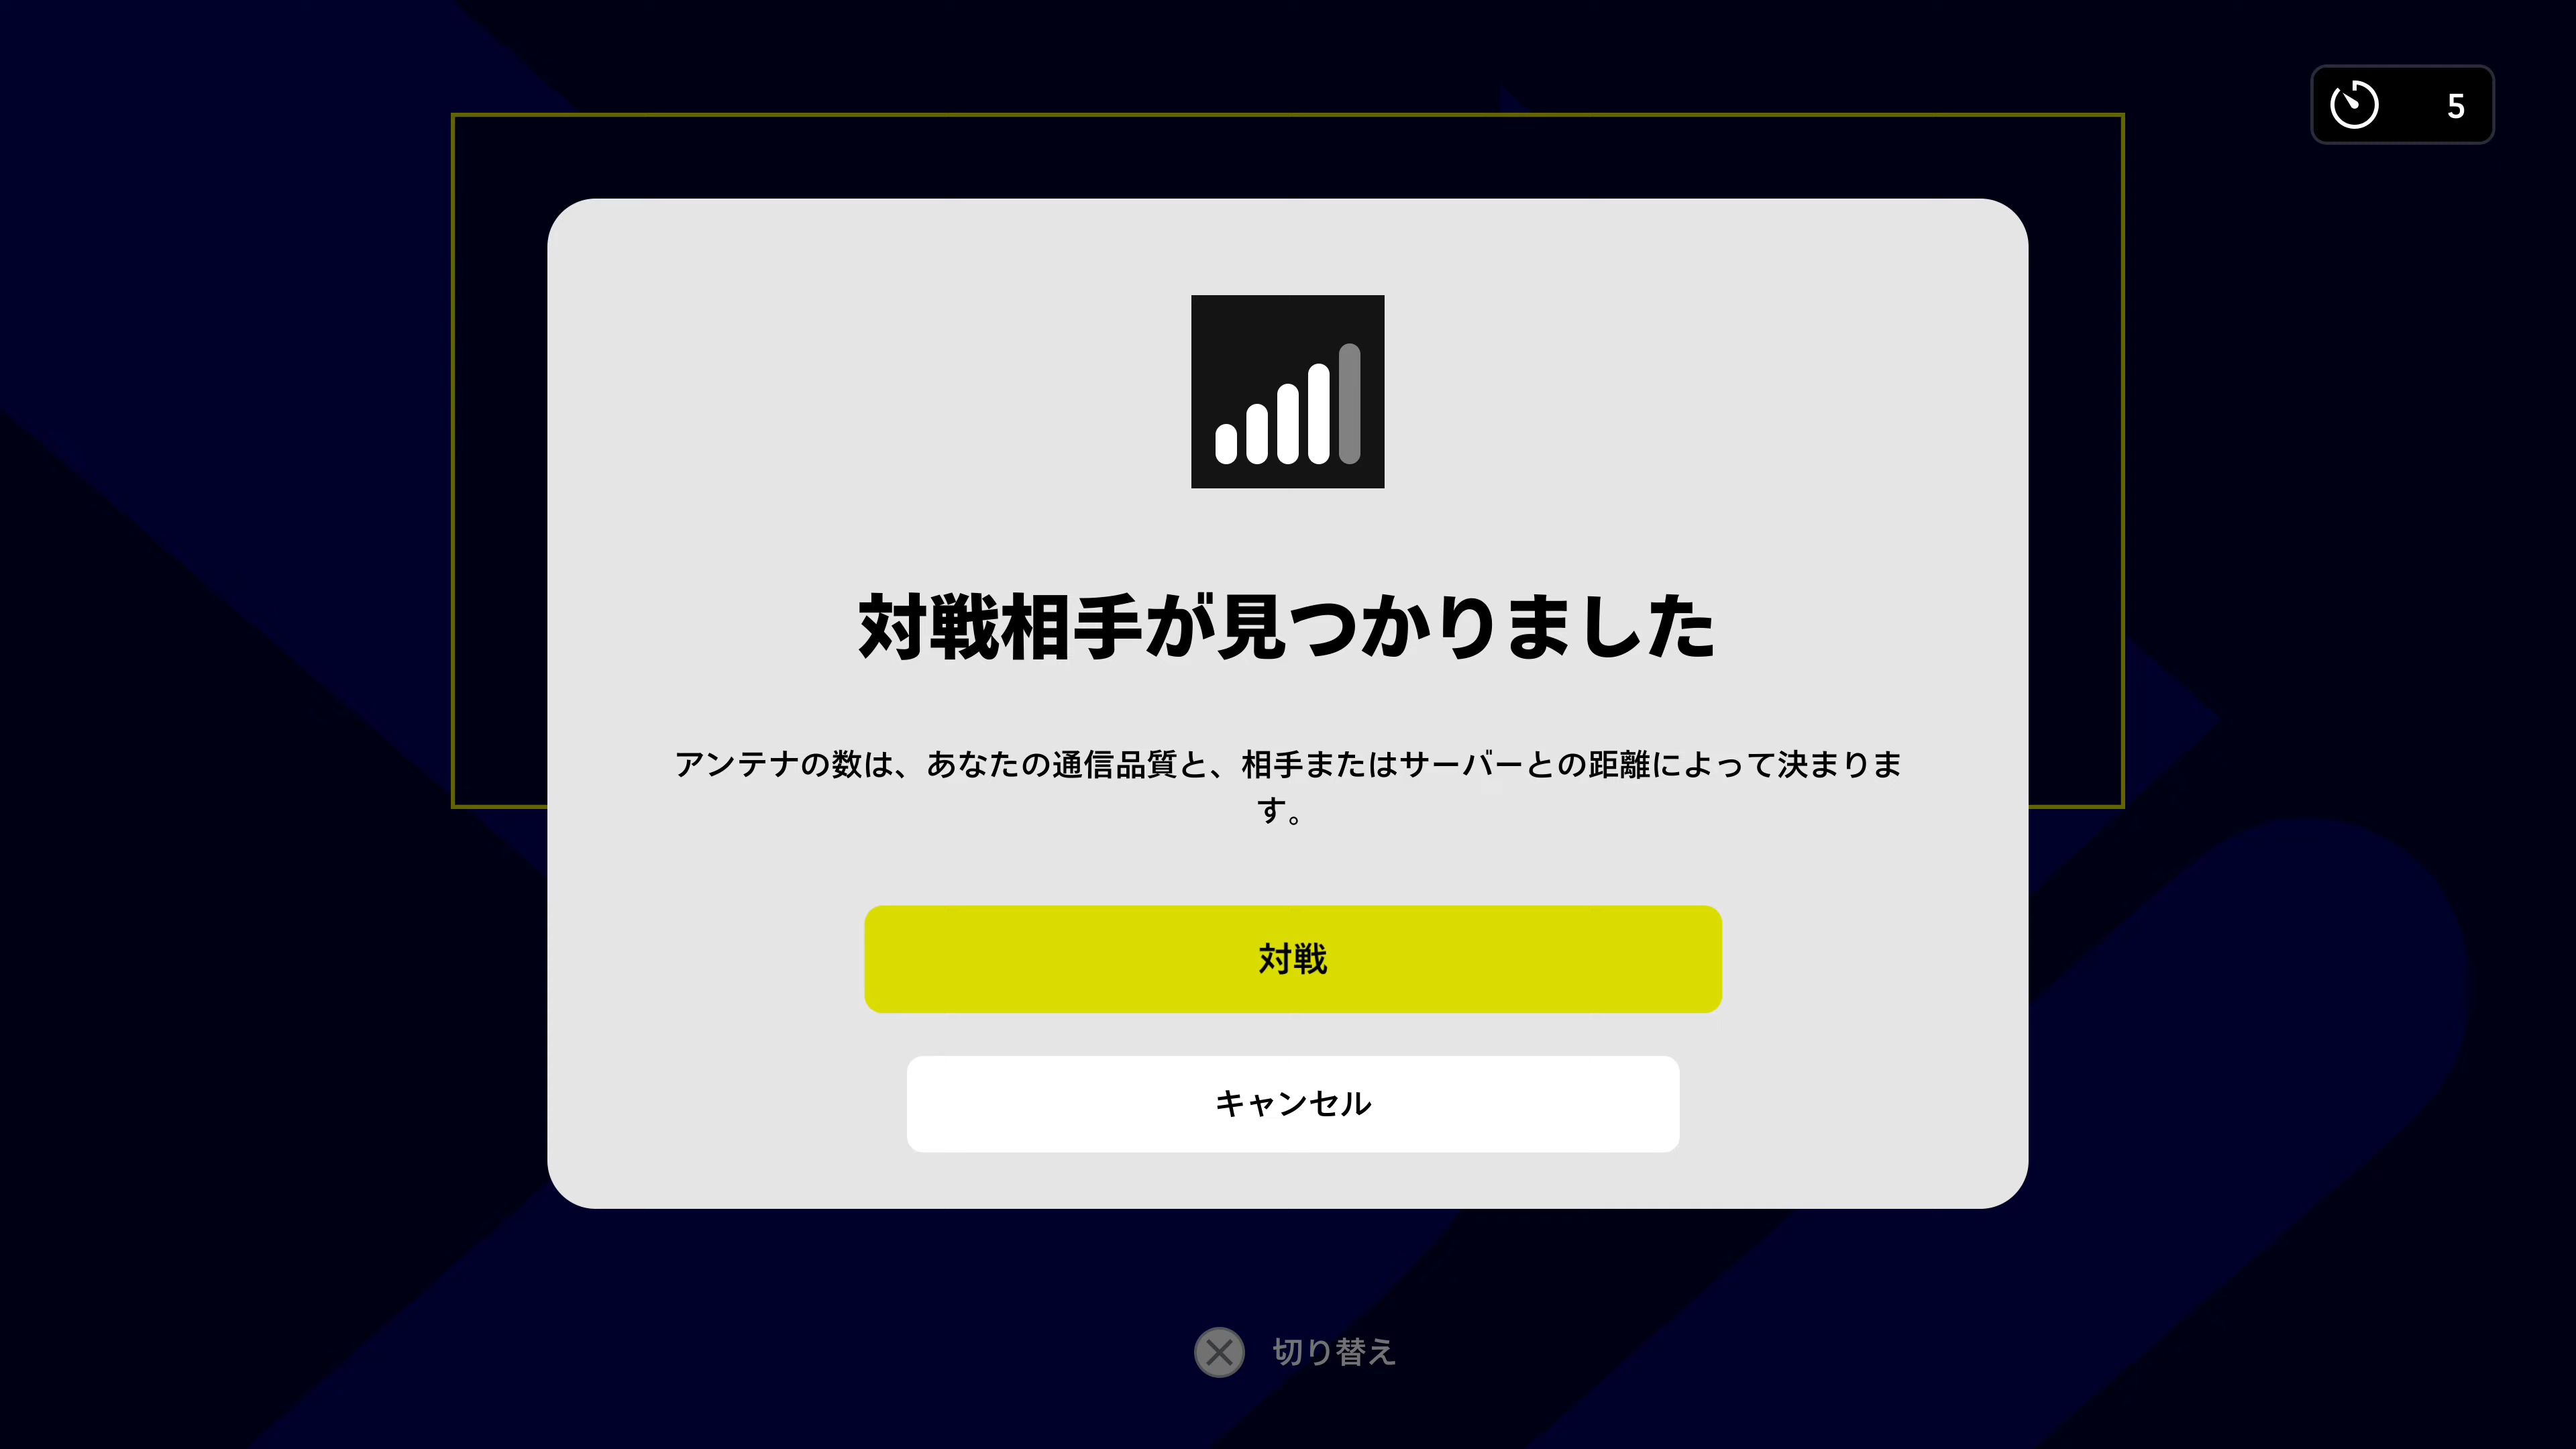 5
対戦相手が見つかりました
アンテナの数は、あなたの通信品質と、相手またはサーバーとの距離によって決まりま
す。
対戦
キャンセル
切り替え